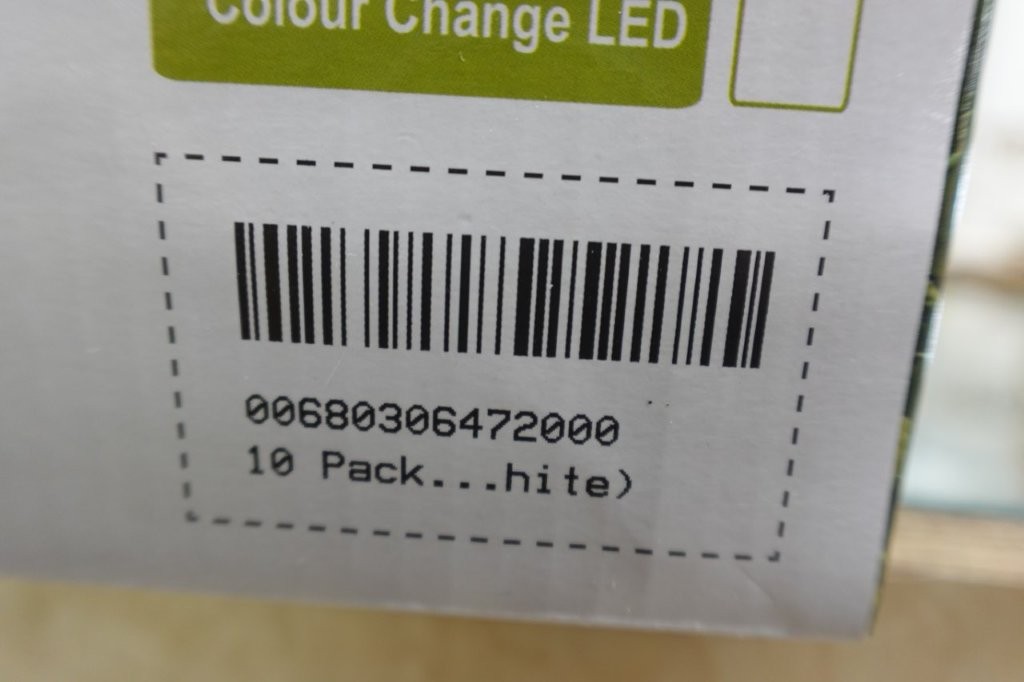 Colour Change LED
00680306472000
10 Pack...hite)